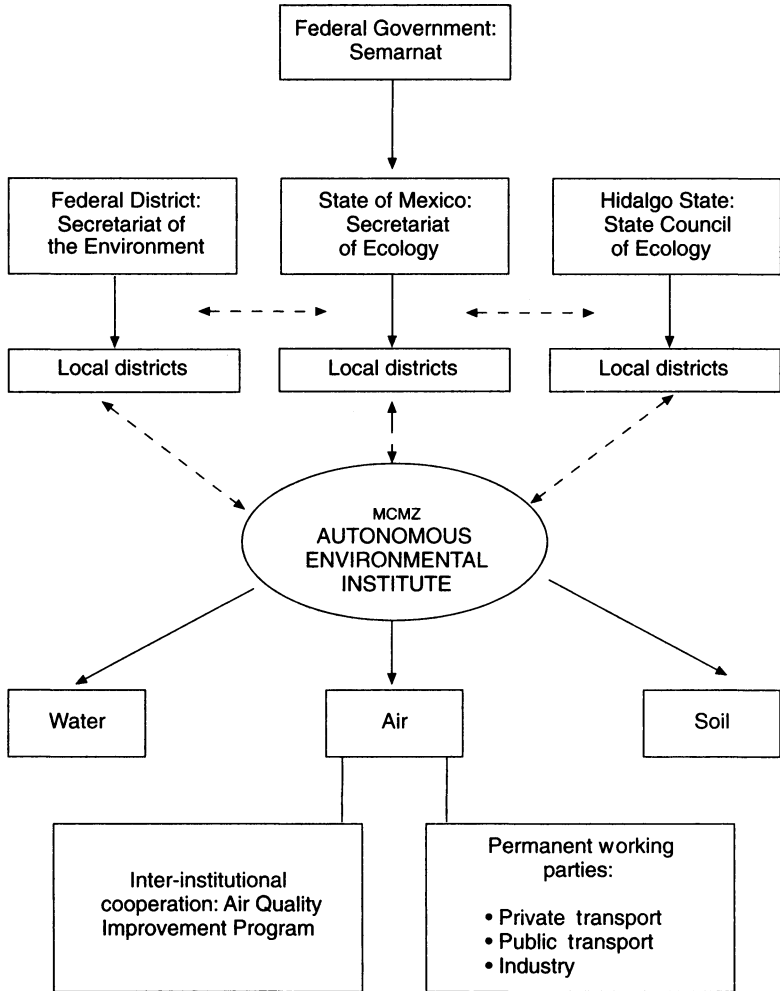 Federal Government:
Semarnat
Federal District:
Secretariat of
the Environment
State of Mexico:
Secretariat
of Ecology
Hidalgo State:
State Council
of Ecology
Local districts
Local districts
Local districts
MCMZ
AUTONOMOUS
ENVIRONMENTAL
INSTITUTE
Water
Air
Soil
Inter-institutional
cooperation: Air Quality
Improvement Program
Permanent working
parties:
• Private transport
• Public transport
• Industry